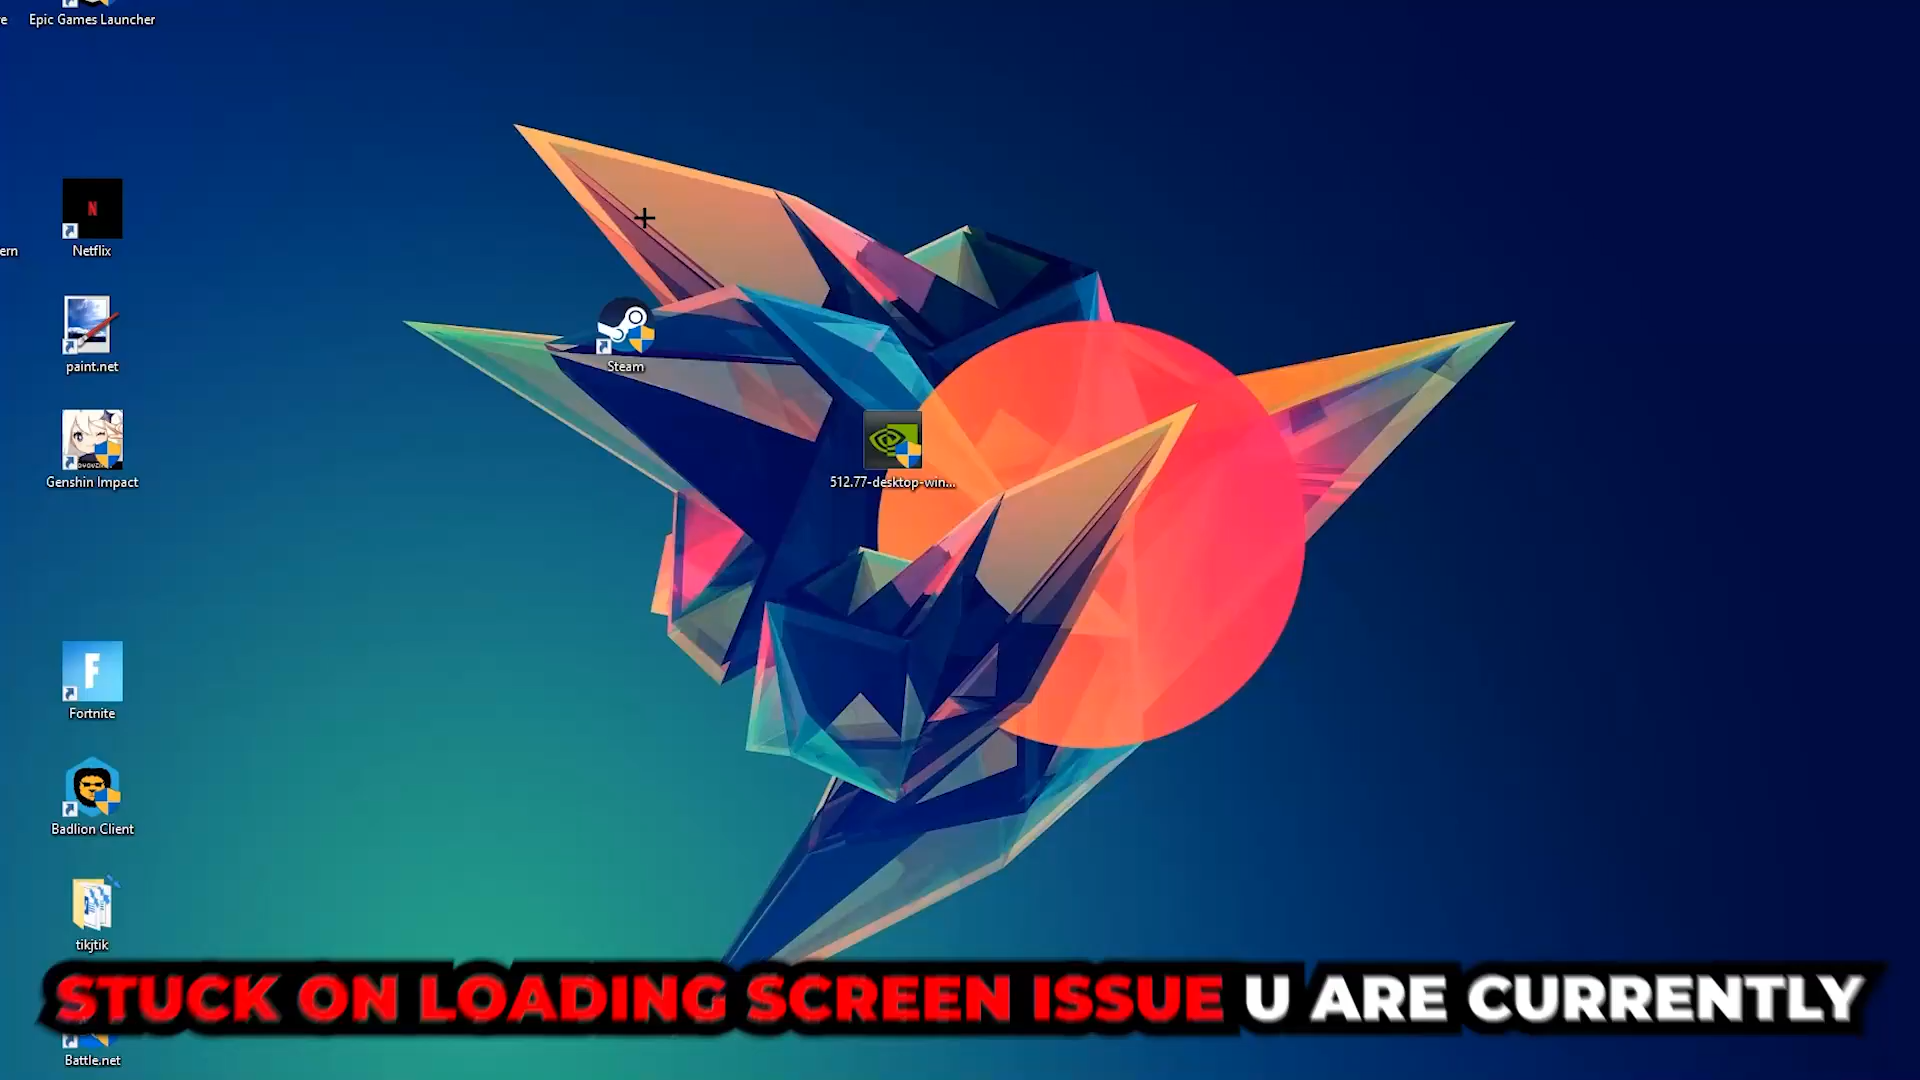 Epic Games Launcher
N
Netflix
ern
paint.net
Steam
Genshin Impact
512.77-desktop-win...
F
Fortnite
Badlion Client
tikjtik
STUCK ON LOADING SCREEN ISSUE U ARE CURRENTLY
Battle.net